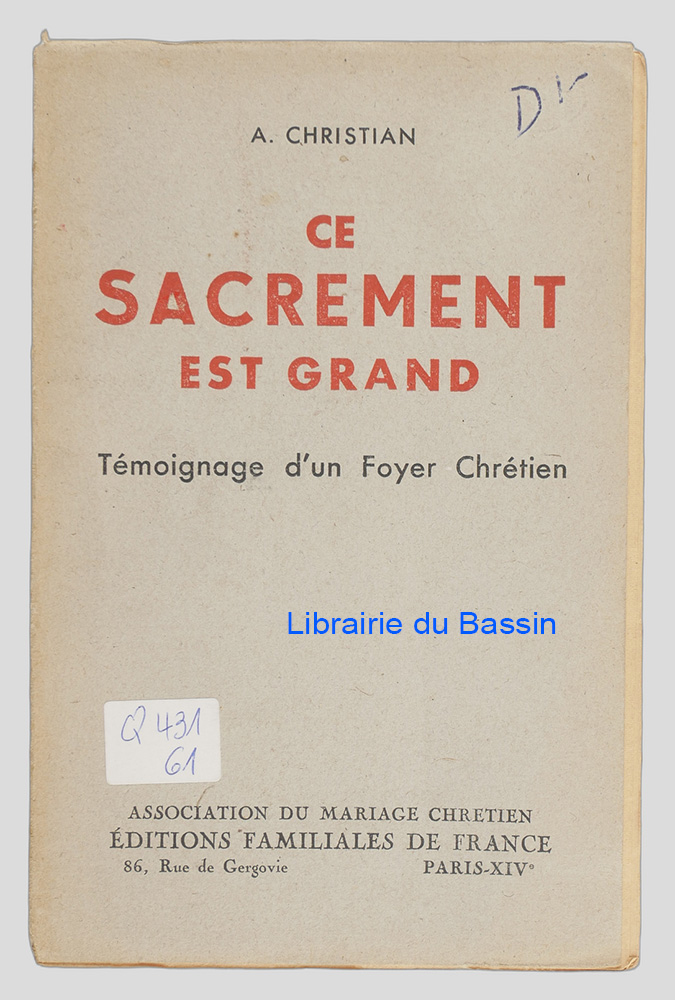 A. CHRISTIAN
CE
SACREMENT
EST GRAND
Témoignage d'un Foyer Chrétien
Librairie du Bassin
Q 431
61
ASSOCIATION DU MARIAGE CHRETIEN
ÉDITIONS FAMILIALES DE FRANCE
86, Rue de Gergovie PARIS-XIVe